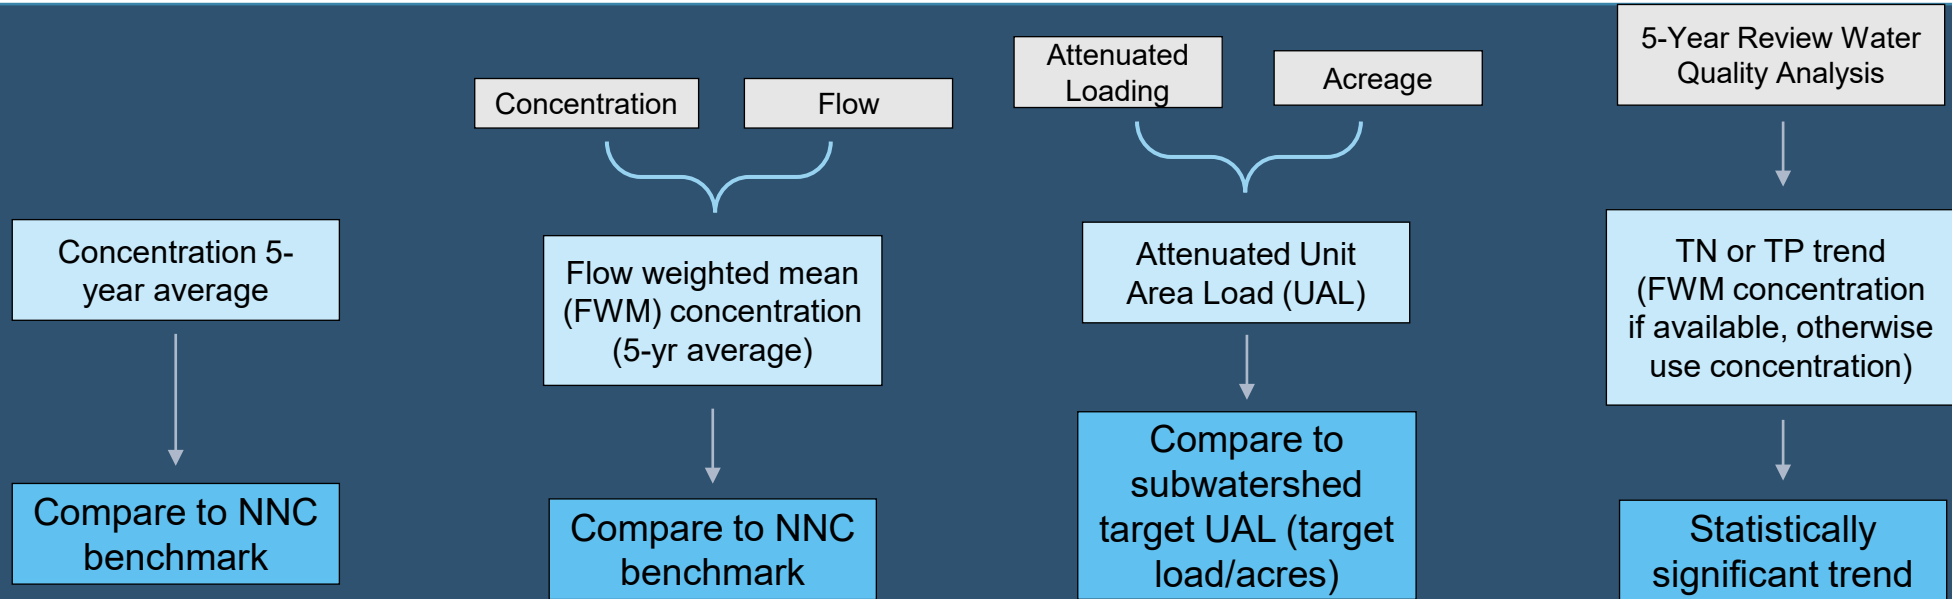 Concentration 5-
year average
Compare to NNC
benchmark
Concentration
Flow
Flow weighted mean
(FWM) concentration
(5-yr average)
Compare to NNC
benchmark
Attenuated
Loading
Acreage
Attenuated Unit
Area Load (UAL)
Compare to
subwatershed
target UAL (target
load/acres)
5-Year Review Water
Quality Analysis
TN or TP trend
(FWM concentration
if available, otherwise
use concentration)
Statistically
significant trend